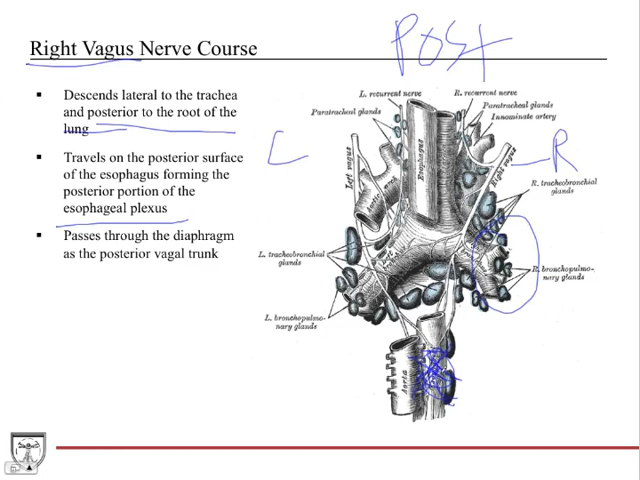 POST
Right Vagus Nerve Course
▪ Descends lateral to the trachea
and posterior to the root of the
lung
▪ Travels on the posterior surface
of the esophagus forming the
posterior portion of the
esophageal plexus
▪ Passes through the diaphragm
as the posterior vagal trunk
L
R
L. recurrent nerve
R. recurrent nerve
Paratracheal glands
Paratracheal glands
Innominate artery
Left vagus
Esophagus
Right vagus
R. tracheobronchial
glands
L. tracheobronchial
glands
R. bronchopulmo-
nary glands
L. bronchopulmo-
nary glands
Aorta